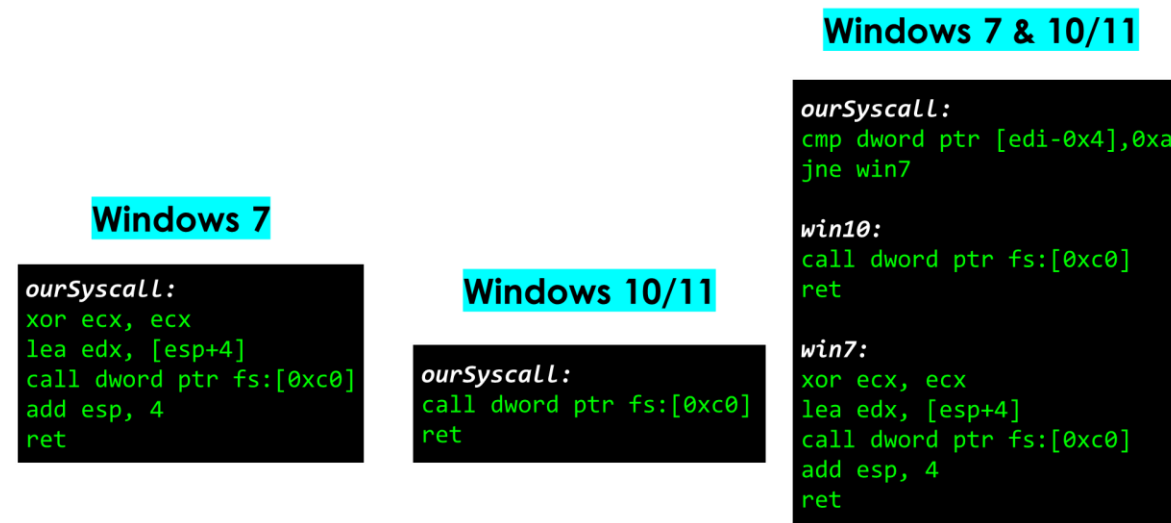 Windows 7
ourSyscall:
xor ecx, ecx
lea edx, [esp+4]
call dword ptr fs:[0xc0]
add esp, 4
ret
Windows 10/11
ourSyscall:
call dword ptr fs:[0xc0]
ret
Windows 7 & 10/11
ourSyscall:
cmp dword ptr [edi-0x4],0xa
jne win7
win10:
call dword ptr fs:[0xc0]
ret
win7:
xor ecx, ecx
lea edx, [esp+4]
call dword ptr fs:[0xc0]
add esp, 4
ret